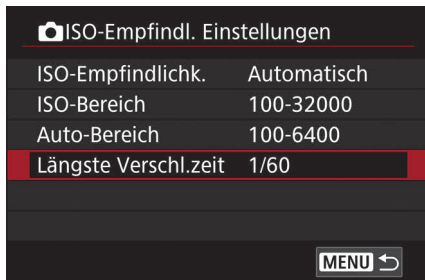 ISO-Empfindl. Einstellungen
ISO-Empfindlichk. Automatisch
ISO-Bereich 100-32000
Auto-Bereich 100-6400
Längste Verschl.zeit 1/60
MENU